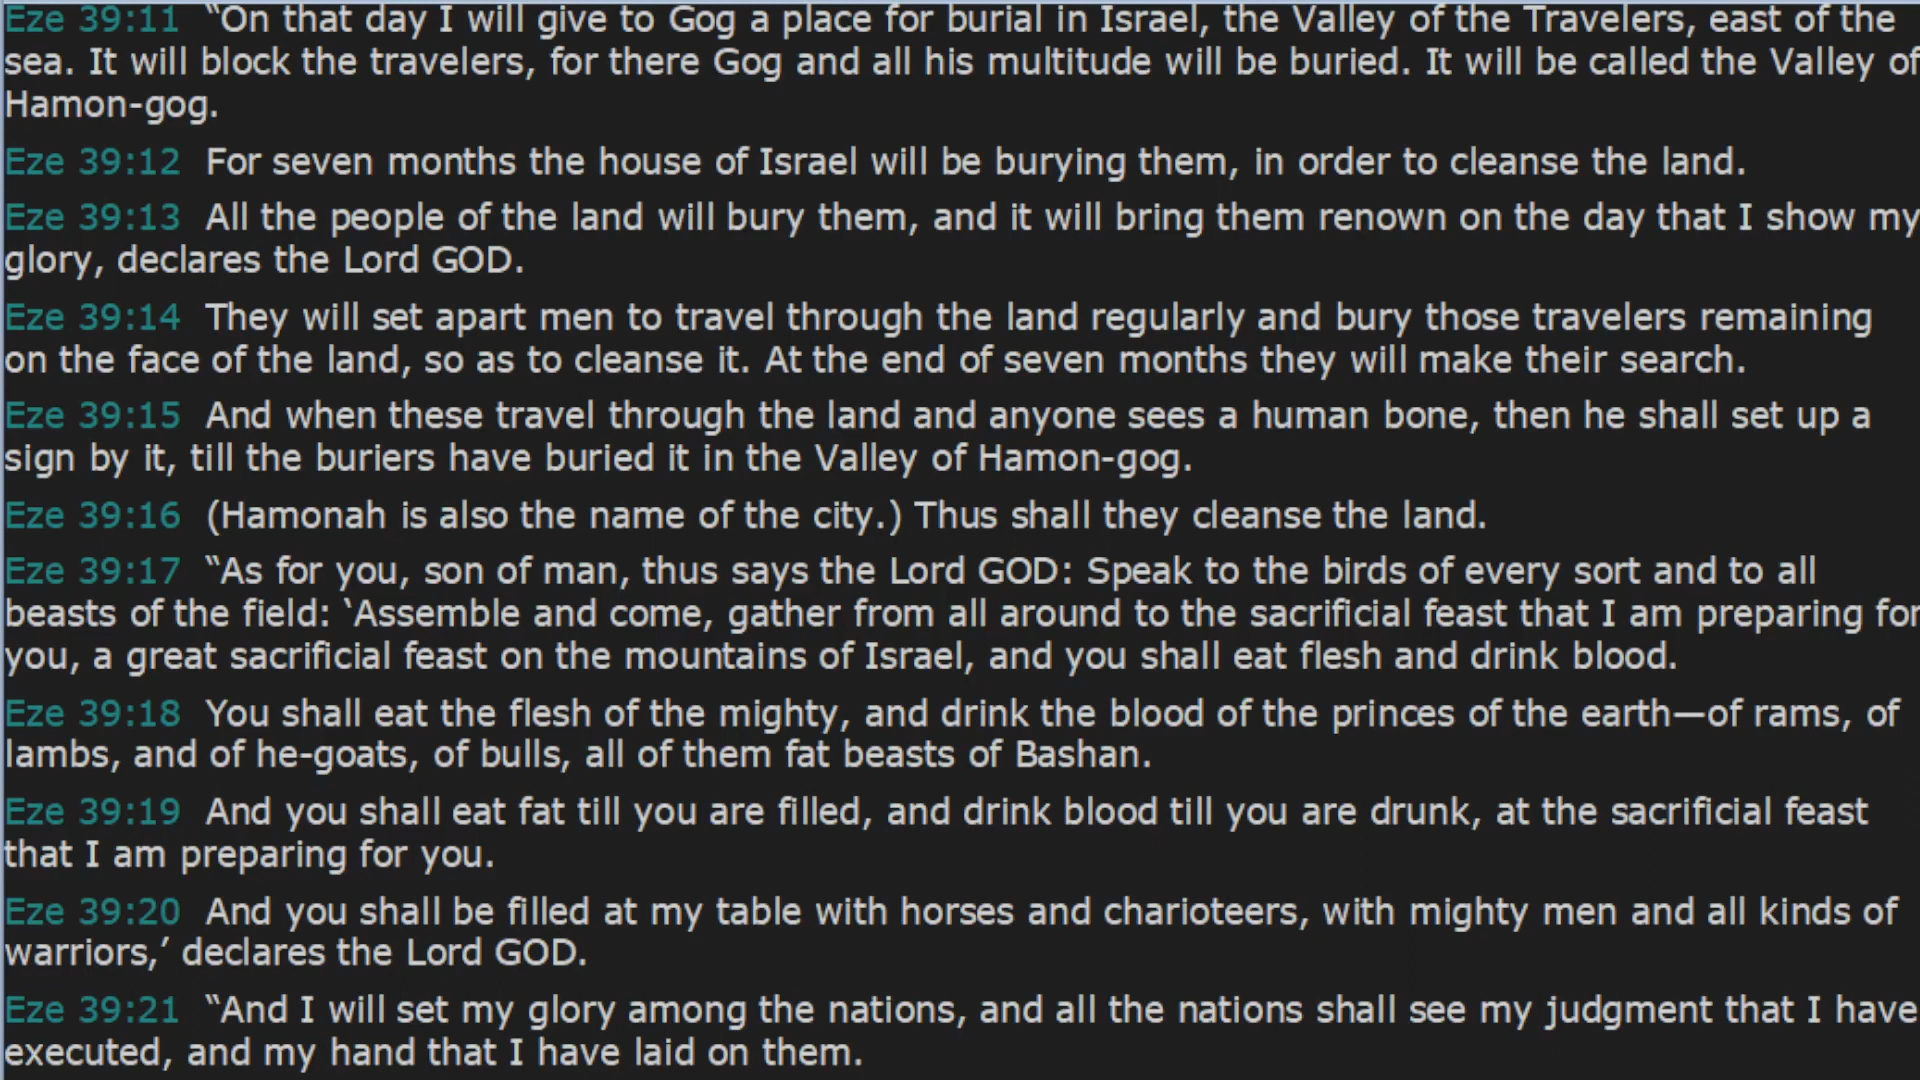 Eze 39:11 “On that day I will give to Gog a place for burial in Israel, the Valley of the Travelers, east of the
sea. It will block the travelers, for there Gog and all his multitude will be buried. It will be called the Valley of
Hamon-gog.
Eze 39:12 For seven months the house of Israel will be burying them, in order to cleanse the land.
Eze 39:13 All the people of the land will bury them, and it will bring them renown on the day that I show my
glory, declares the Lord GOD.
Eze 39:14 They will set apart men to travel through the land regularly and bury those travelers remaining
on the face of the land, so as to cleanse it. At the end of seven months they will make their search.
Eze 39:15 And when these travel through the land and anyone sees a human bone, then he shall set up a
sign by it, till the buriers have buried it in the Valley of Hamon-gog.
Eze 39:16 (Hamonah is also the name of the city.) Thus shall they cleanse the land.
Eze 39:17 “As for you, son of man, thus says the Lord GOD: Speak to the birds of every sort and to all
beasts of the field: ‘Assemble and come, gather from all around to the sacrificial feast that I am preparing for
you, a great sacrificial feast on the mountains of Israel, and you shall eat flesh and drink blood.
Eze 39:18 You shall eat the flesh of the mighty, and drink the blood of the princes of the earth—of rams, of
lambs, and of he-goats, of bulls, all of them fat beasts of Bashan.
Eze 39:19 And you shall eat fat till you are filled, and drink blood till you are drunk, at the sacrificial feast
that I am preparing for you.
Eze 39:20 And you shall be filled at my table with horses and charioteers, with mighty men and all kinds of
warriors,’ declares the Lord GOD.
Eze 39:21 “And I will set my glory among the nations, and all the nations shall see my judgment that I have
executed, and my hand that I have laid on them.